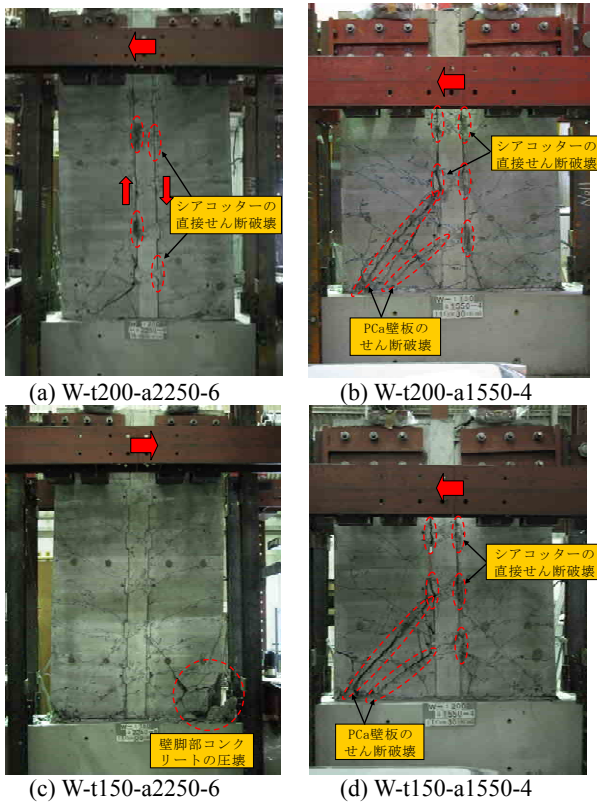 シアコッターの
直接せん断破壊
(a) W-t200-a2250-6
シアコッターの
直接せん断破壊
PCa壁板の
せん断破壊
(b) W-t200-a1550-4
壁脚部コンク
リートの圧壊
(c) W-t150-a2250-6
シアコッターの
直接せん断破壊
PCa壁板の
せん断破壊
(d) W-t150-a1550-4